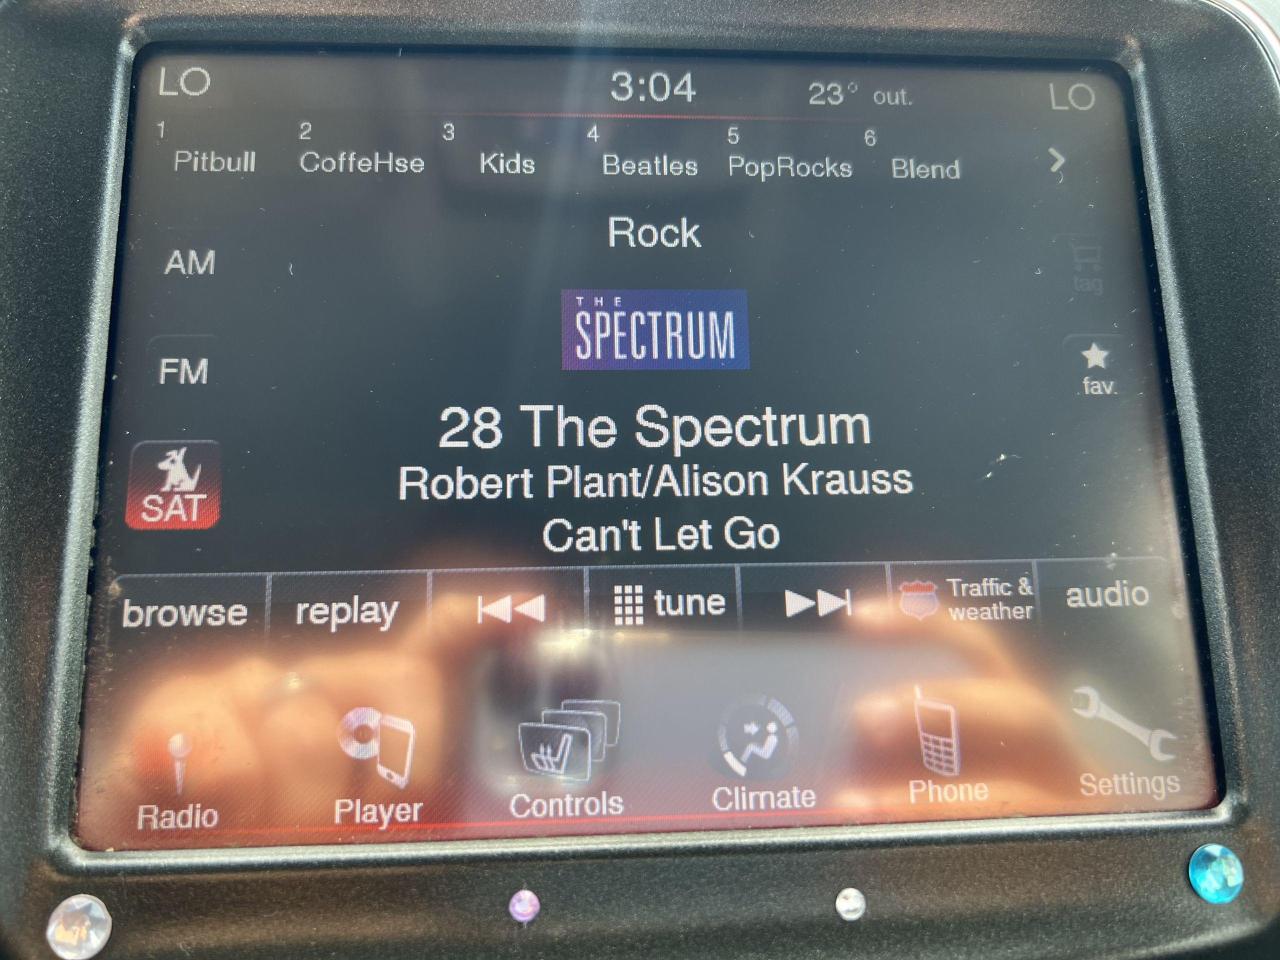 LO 3:04 23° out. LO
1 2 3 4 5 6
Pitbull CoffeHse Kids Beatles PopRocks Blend
Rock
AM
tag
THE
SPECTRUM
FM
fav.
28 The Spectrum
Robert Plant/Alison Krauss
SAT
Can't Let Go
browse replay tune Traffic & weather audio
Radio Player Controls Climate Phone Settings